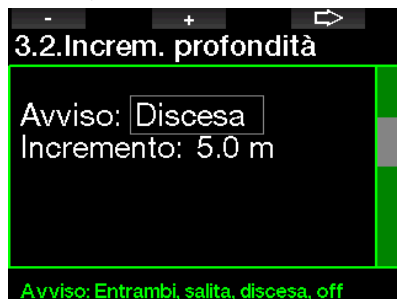 - + ⇨
3.2.Increm. profondità
Avviso: Discesa
Incremento: 5.0 m
Avviso: Entrambi, salita, discesa, off